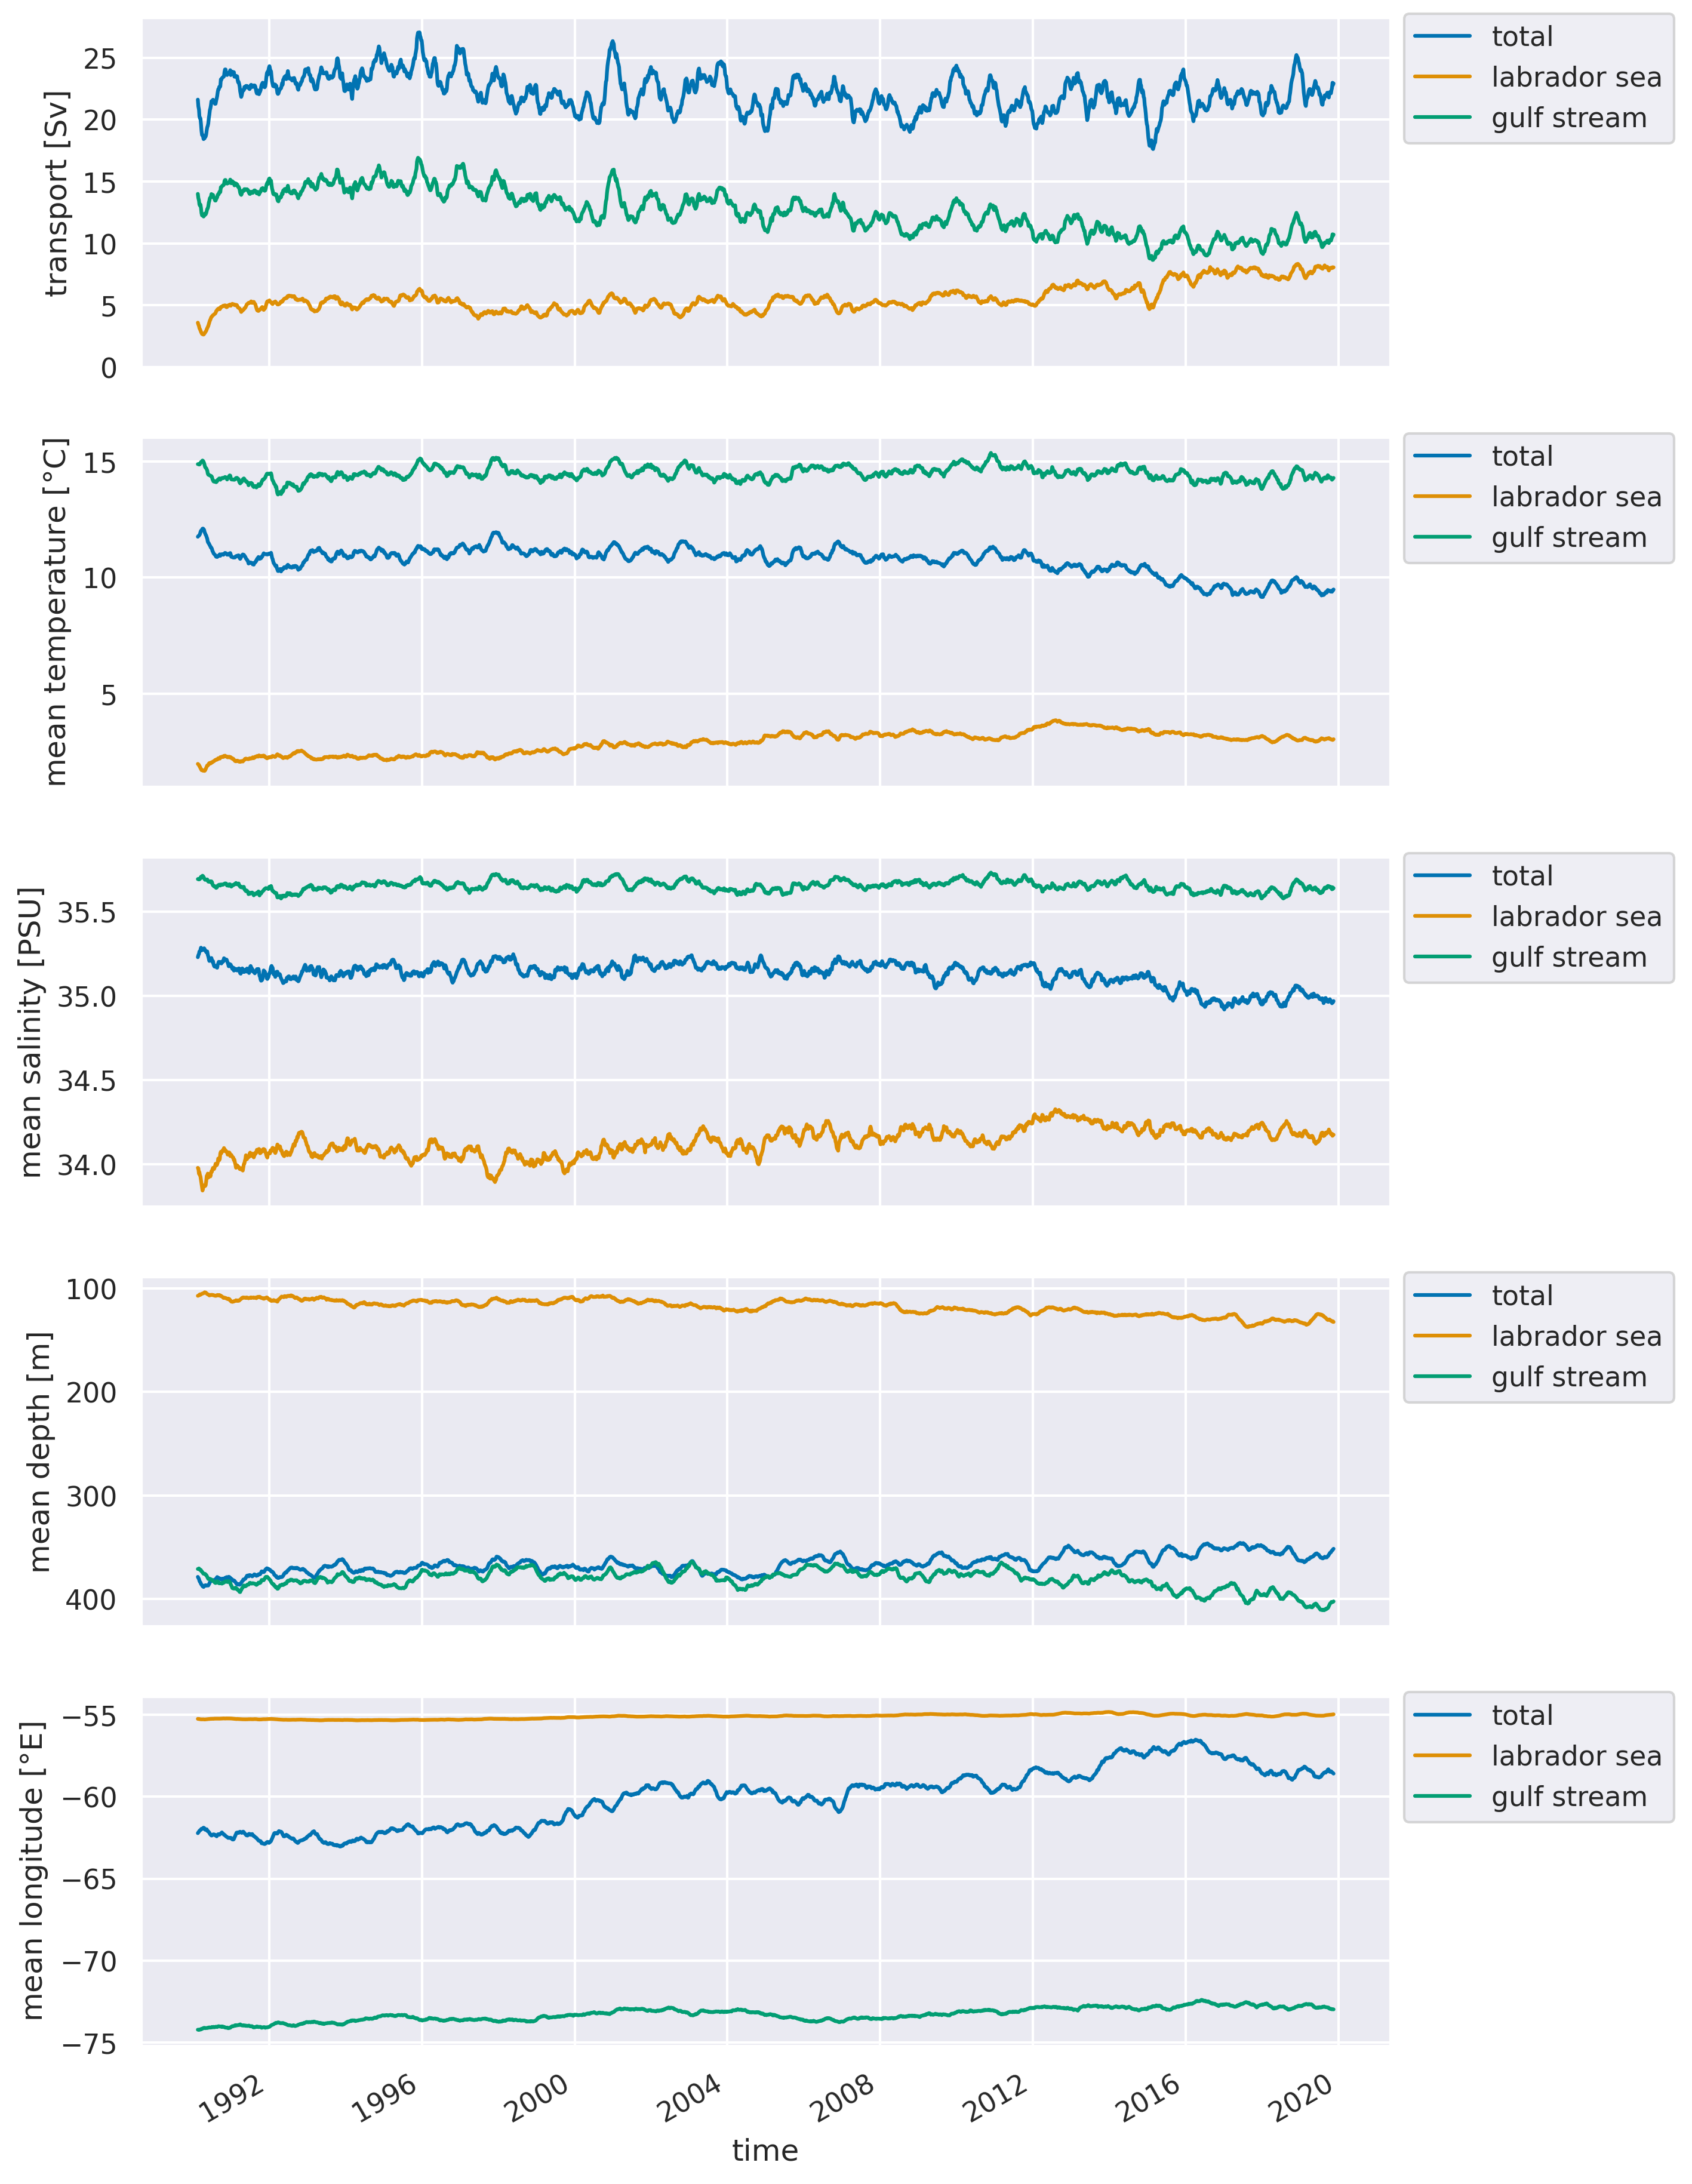 transport [Sv]
25
20
15
10
5
0
total
labrador sea
gulf stream
mean temperature [°C]
15
10
5
total
labrador sea
gulf stream
mean salinity [PSU]
35.5
35.0
34.5
34.0
total
labrador sea
gulf stream
mean depth [m]
100
200
300
400
total
labrador sea
gulf stream
mean longitude [°E]
−55
−60
−65
−70
−75
total
labrador sea
gulf stream
1992 1996 2000 2004 2008 2012 2016 2020
time